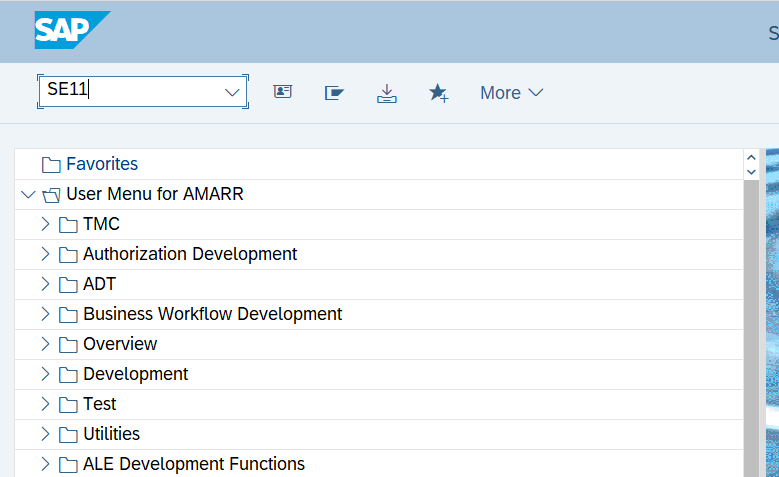 SAP
S
SE11
More
Favorites
User Menu for AMARR
TMC
Authorization Development
ADT
Business Workflow Development
Overview
Development
Test
Utilities
ALE Development Functions